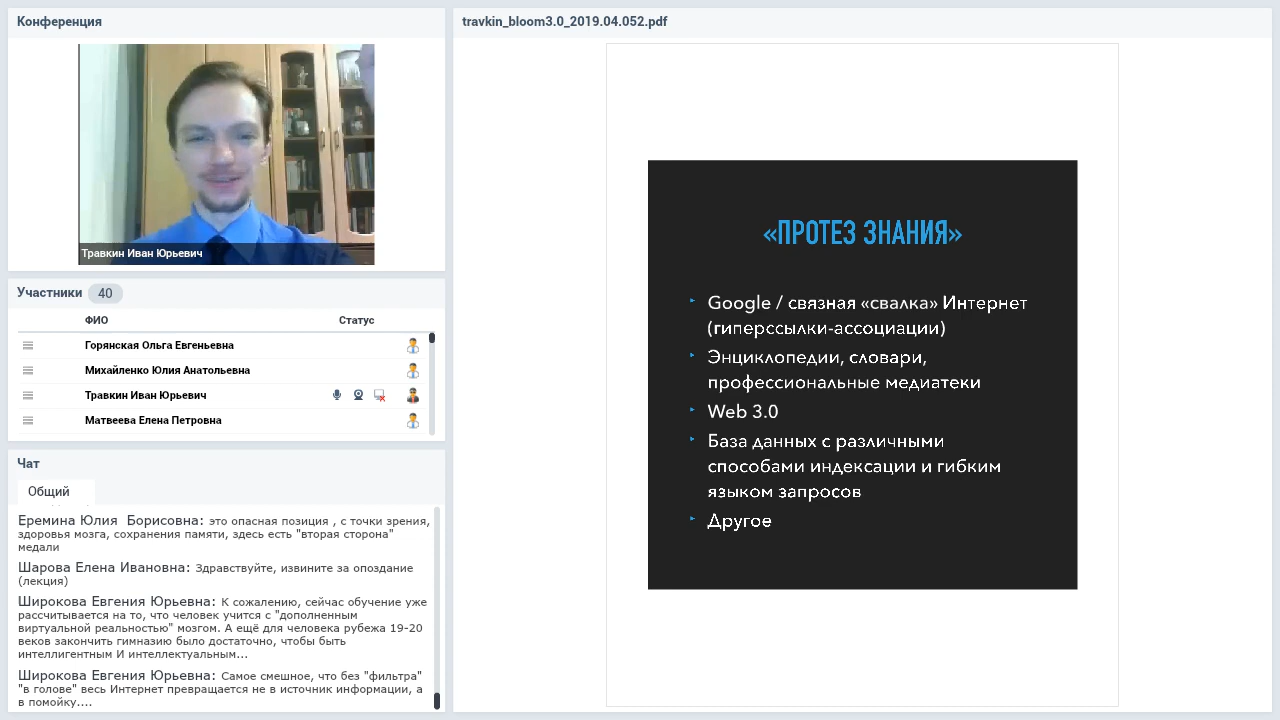 Конференция
Травкин Иван Юрьевич
Участники 40
ФИО Статус
Горянская Ольга Евгеньевна
Михайленко Юлия Анатольевна
Травкин Иван Юрьевич
Матвеева Елена Петровна
Чат
Общий
Еремина Юлия Борисовна: это опасная позиция , с точки зрения,
здоровья мозга, сохранения памяти, здесь есть "вторая сторона"
медали
Шарова Елена Ивановна: Здравствуйте, извините за опоздание
(лекция)
Широкова Евгения Юрьевна: К сожалению, сейчас обучение уже
рассчитывается на то, что человек учится с "дополненным
виртуальной реальностью" мозгом. А ещё для человека рубежа 19-20
веков закончить гимназию было достаточно, чтобы быть
интеллигентным И интеллектуальным...
Широкова Евгения Юрьевна: Самое смешное, что без "фильтра"
"в голове" весь Интернет превращается не в источник информации, а
в помойку....
travkin_bloom3.0_2019.04.052.pdf
«ПРОТЕЗ ЗНАНИЯ»
Google / связная «свалка» Интернет
(гиперссылки-ассоциации)
Энциклопедии, словари,
профессиональные медиатеки
Web 3.0
База данных с различными
способами индексации и гибким
языком запросов
Другое